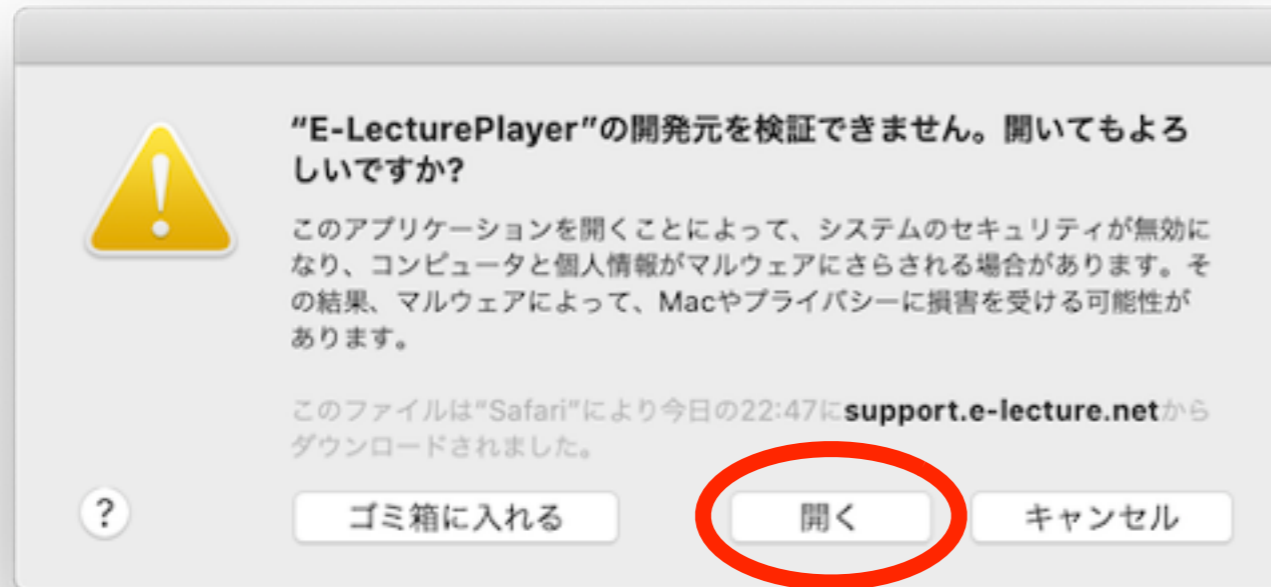 “E-LecturePlayer”の開発元を検証できません。開いてもよろ
しいですか?
このアプリケーションを開くことによって、システムのセキュリティが無効に
なり、コンピュータと個人情報がマルウェアにさらされる場合があります。そ
の結果、マルウェアによって、Macやプライバシーに損害を受ける可能性が
あります。
このファイルは“Safari”により今日の22:47にsupport.e-lecture.netから
ダウンロードされました。
? ゴミ箱に入れる 開く キャンセル